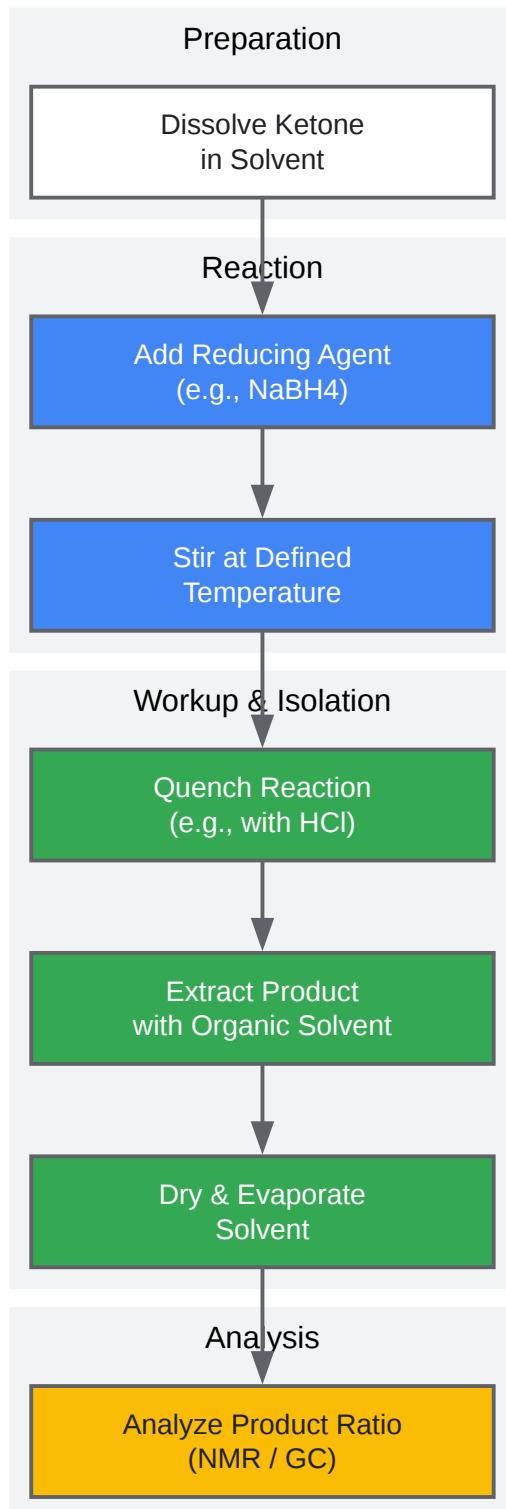 Preparation
Dissolve Ketone
in Solvent
Reaction
Add Reducing Agent
(e.g., NaBH4)
Stir at Defined
Temperature
Workup & Isolation
Quench Reaction
(e.g., with HCl)
Extract Product
with Organic Solvent
Dry & Evaporate
Solvent
Analysis
Analyze Product Ratio
(NMR / GC)